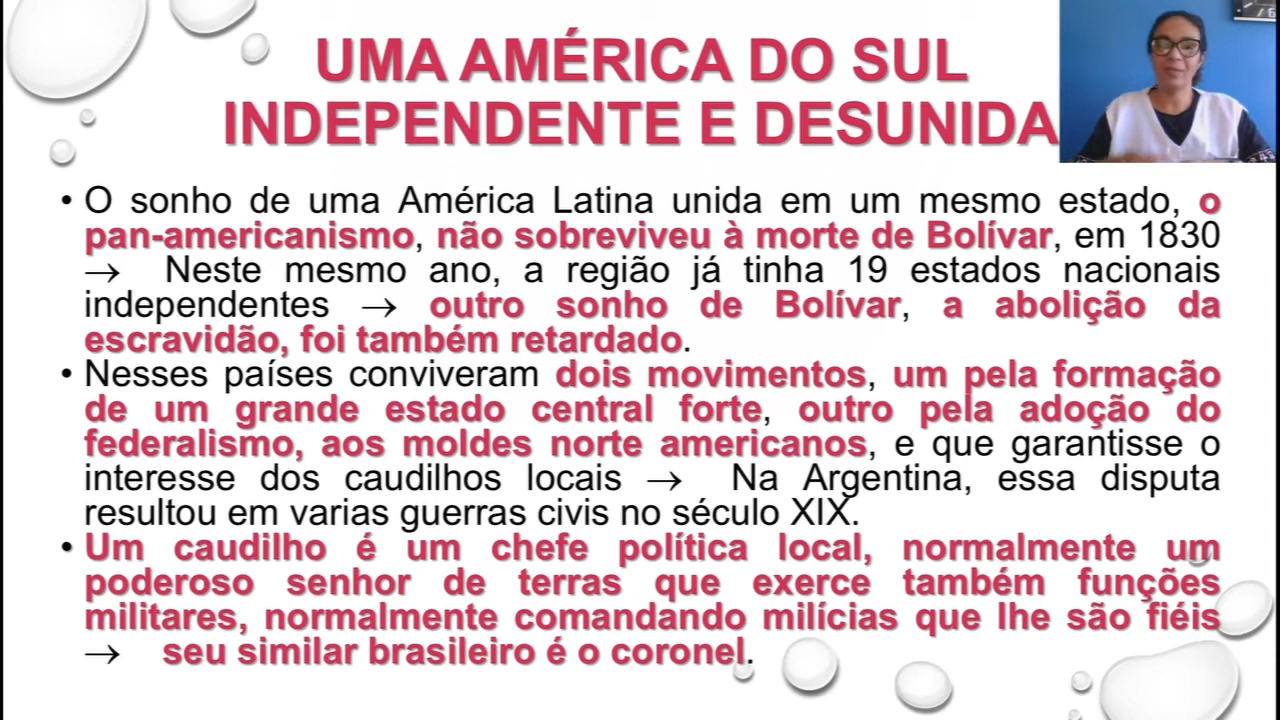 UMA AMÉRICA DO SUL
INDEPENDENTE E DESUNIDA
• O sonho de uma América Latina unida em um mesmo estado, o
pan-americanismo, não sobreviveu à morte de Bolívar, em 1830
→ Neste mesmo ano, a região já tinha 19 estados nacionais
independentes → outro sonho de Bolívar, a abolição da
escravidão, foi também retardado.
• Nesses países conviveram dois movimentos, um pela formação
de um grande estado central forte, outro pela adoção do
federalismo, aos moldes norte americanos, e que garantisse o
interesse dos caudilhos locais → Na Argentina, essa disputa
resultou em varias guerras civis no século XIX.
• Um caudilho é um chefe política local, normalmente um
poderoso senhor de terras que exerce também funções
militares, normalmente comandando milícias que lhe são fiéis
→ seu similar brasileiro é o coronel.